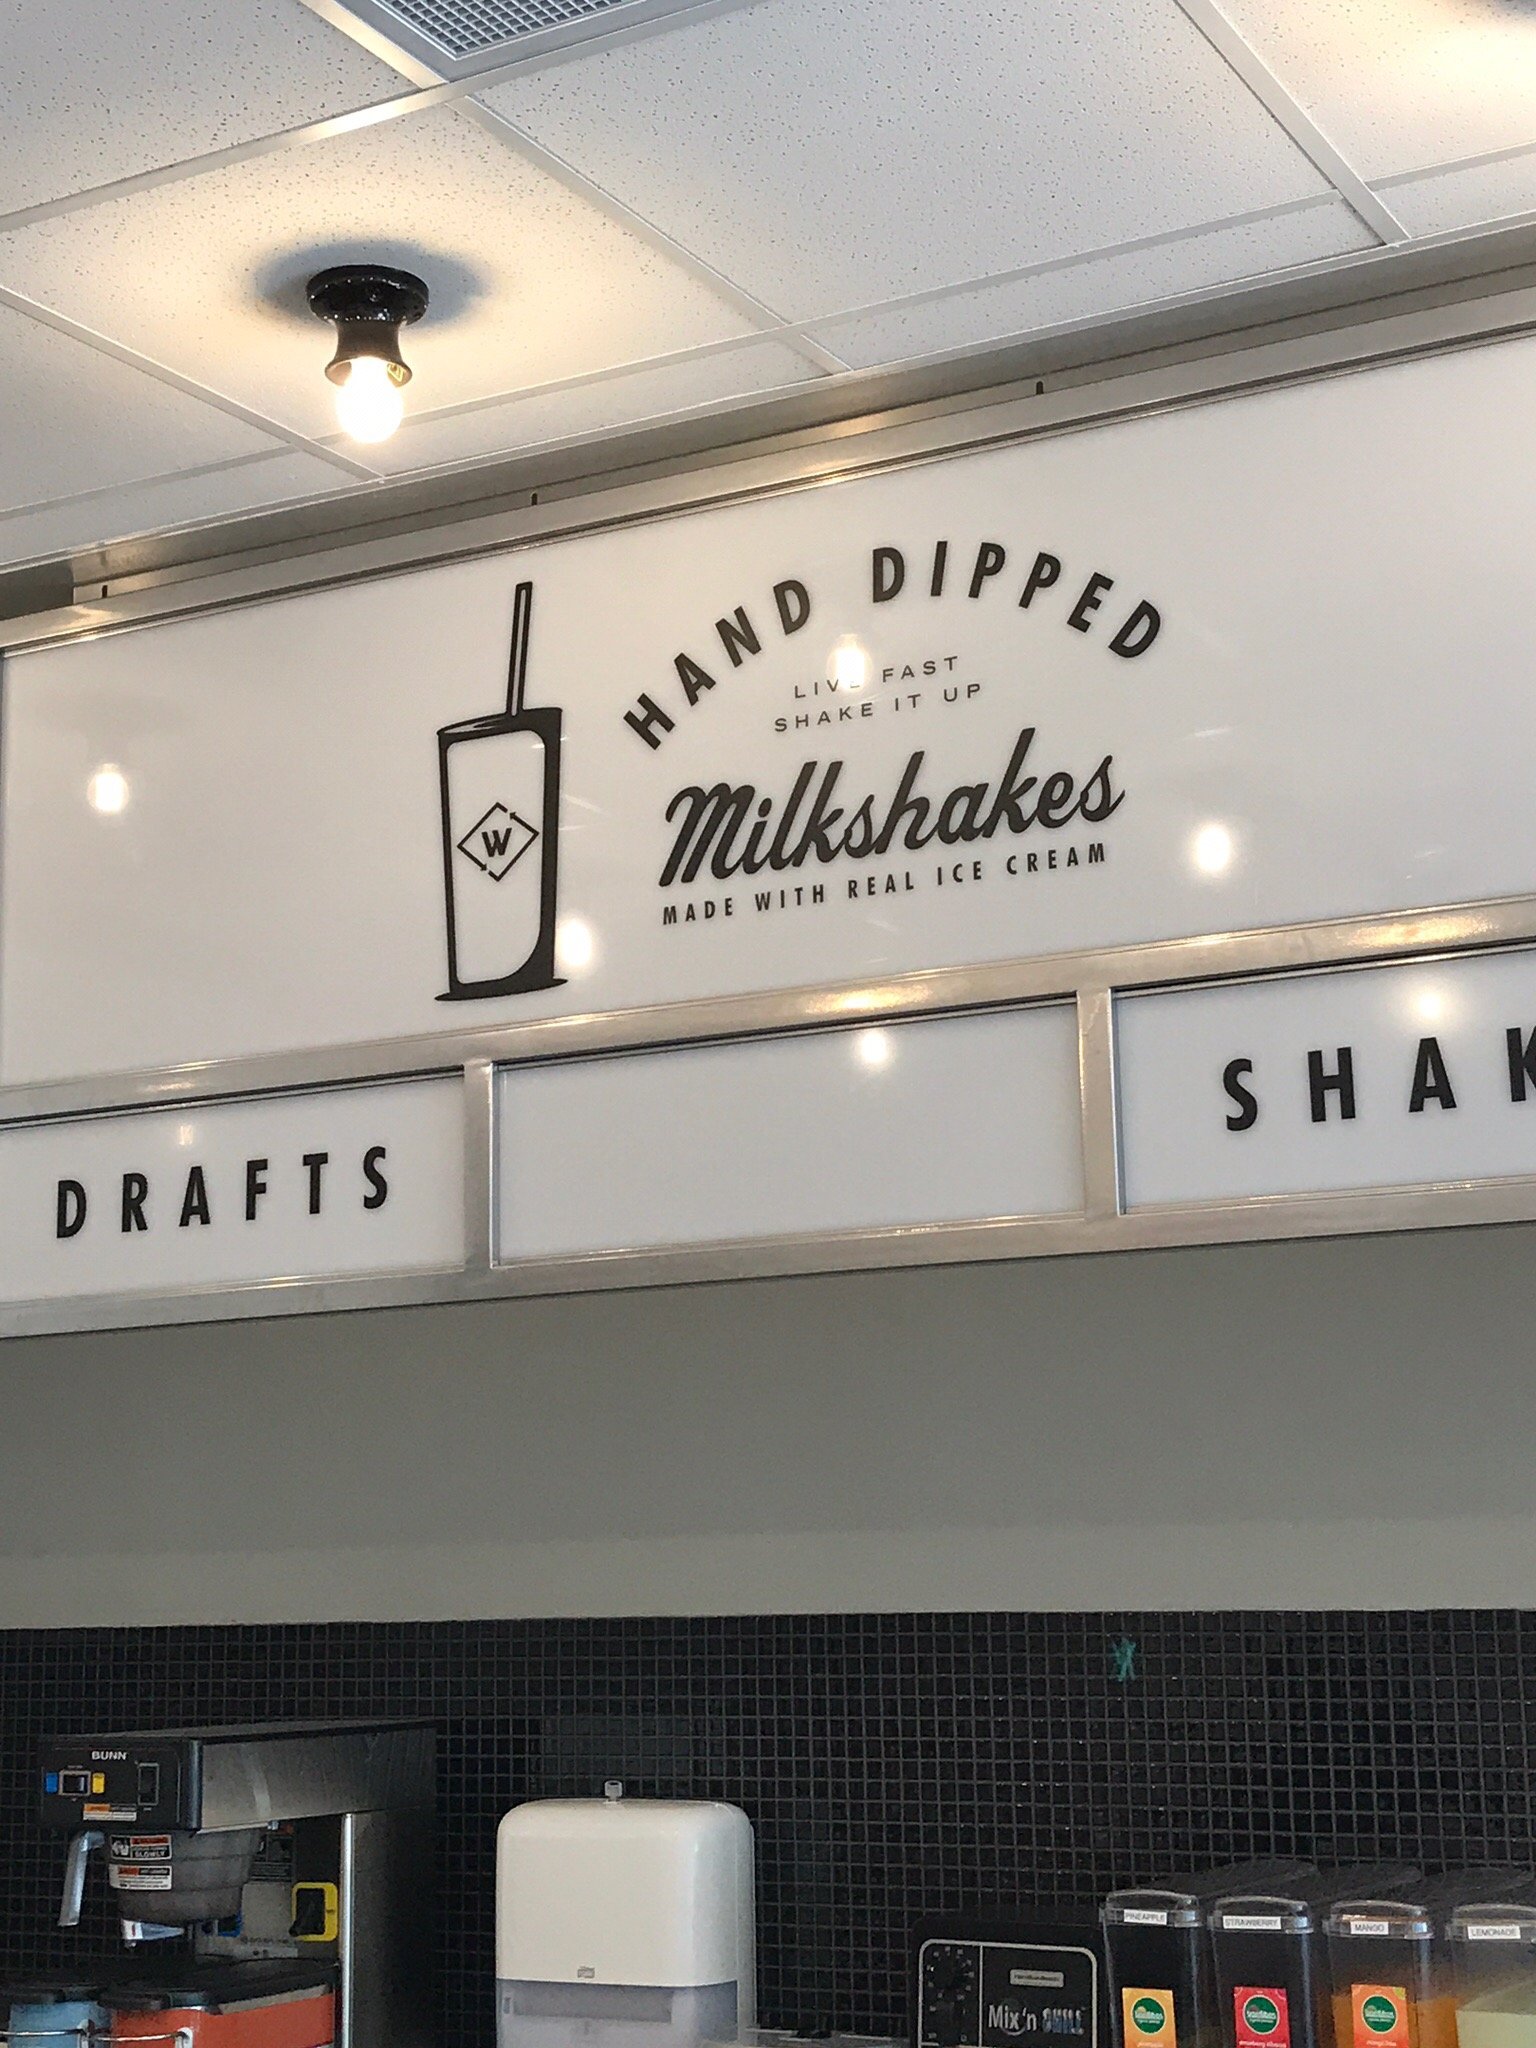 HAND DIPPED
LIVE FAST
SHAKE IT UP
Milkshakes
MADE WITH REAL ICE CREAM
W
DRAFTS
SHAK
BUNN
SLOWLY
PINEAPPLE
STRAWBERRY
MANGO
LEMONADE
Mix'n CHILL